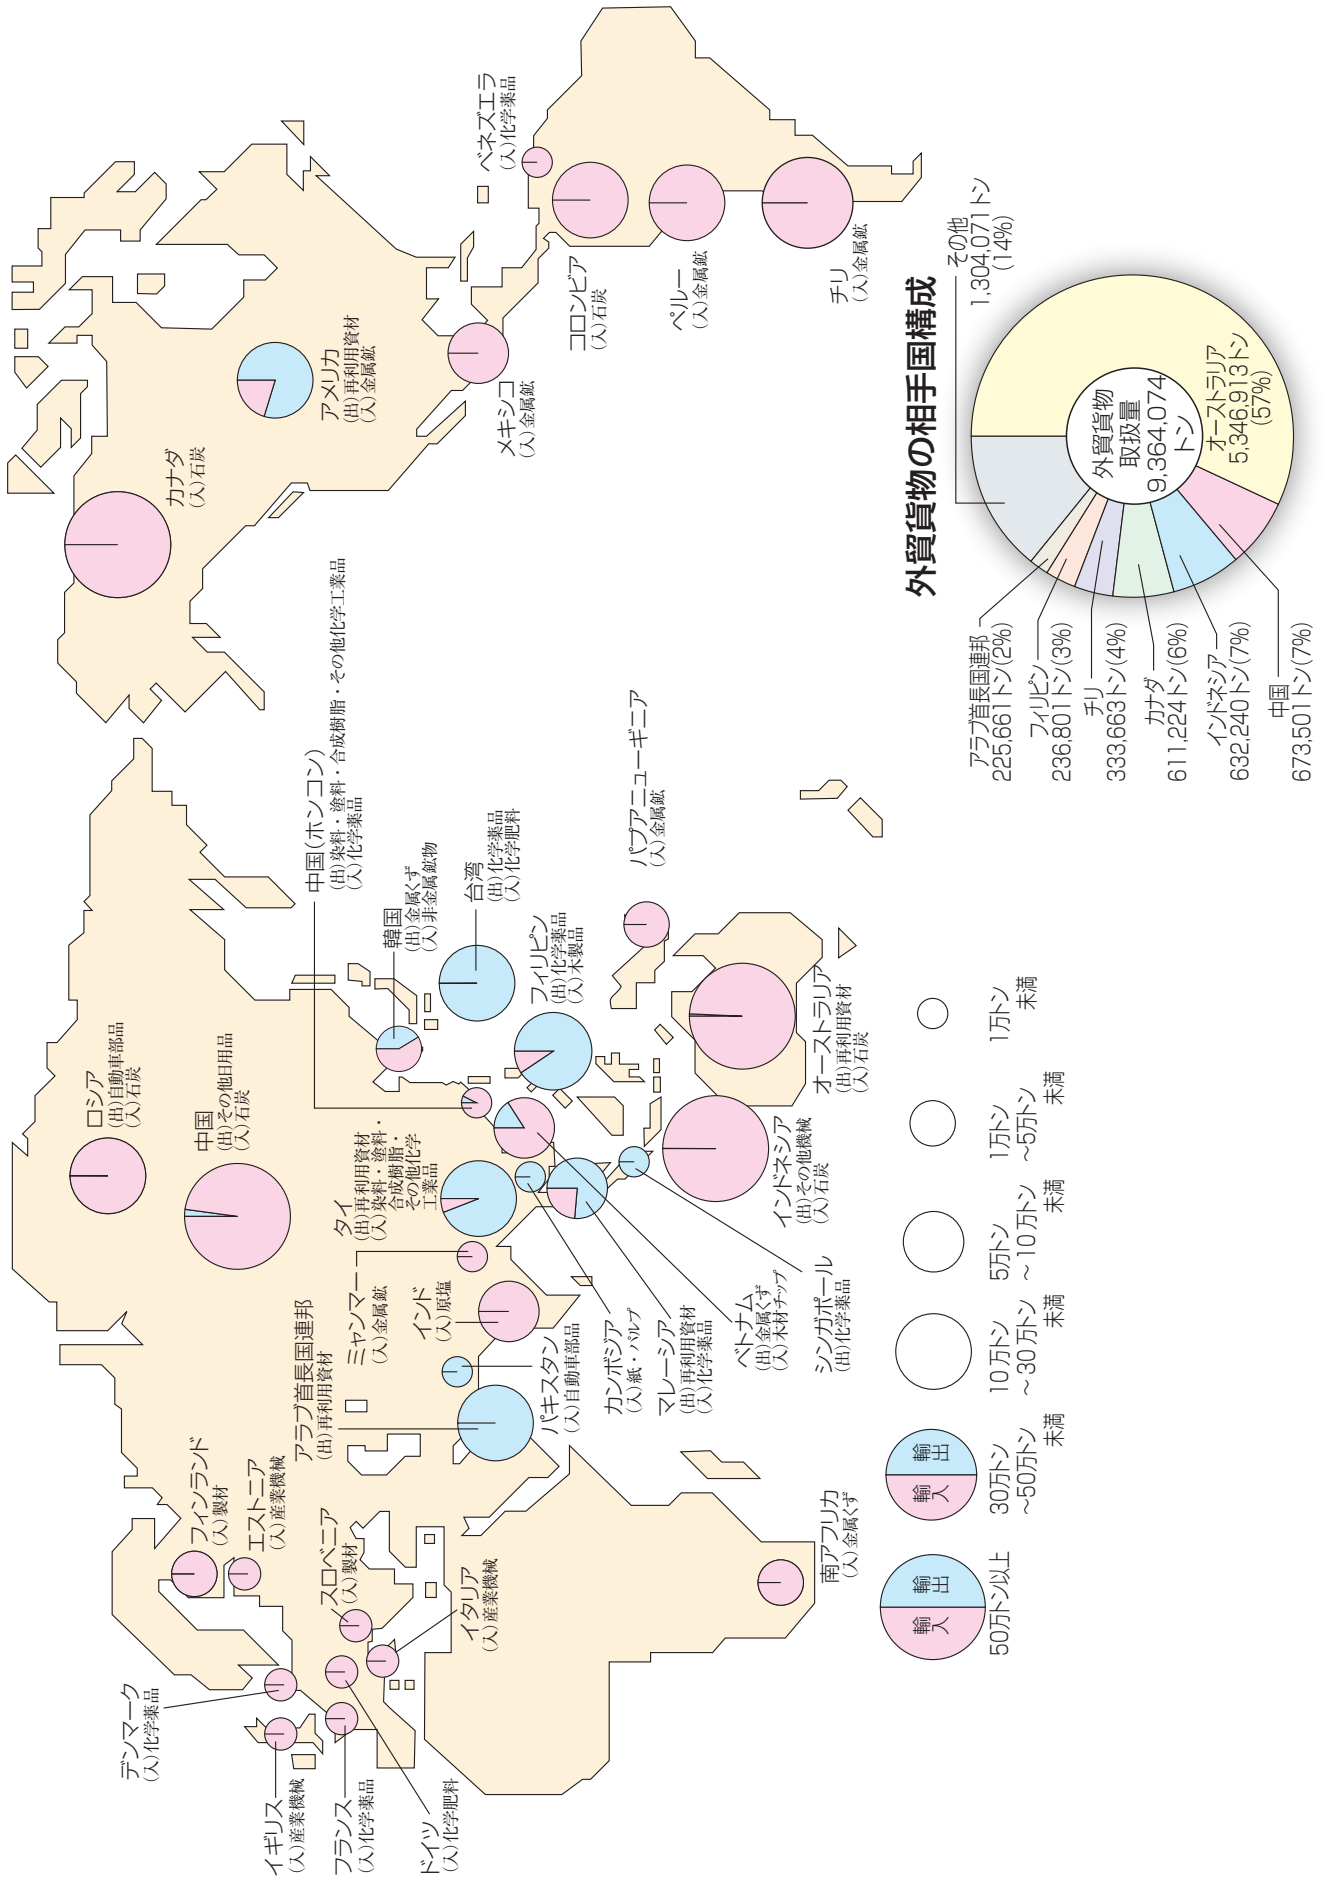 デンマーク
(入)化学薬品
イギリス
(入)産業機械
フランス
(入)化学薬品
ドイツ
(入)化学肥料
フィンランド
(入)製材
エストニア
(入)産業機械
スロベニア
(入)製材
イタリア
(入)産業機械
南アフリカ
(入)金属くず
ロシア
(出)自動車部品
(入)石炭
中国
(出)その他日用品
(入)石炭
アラブ首長国連邦
(出)再利用資材
ミャンマー
(入)金属鉱
インド
(入)原塩
タイ
(出)再利用資材
(入)染料・塗料・
合成樹脂・
その他化学
工業品
パキスタン
(入)自動車部品
カンボジア
(入)紙・パルプ
マレーシア
(出)再利用資材
(入)化学薬品
ベトナム
(出)金属くず
(入)木材チップ
シンガポール
(出)化学薬品
インドネシア
(出)その他機械
(入)石炭
オーストラリア
(出)再利用資材
(入)石炭
中国(ホンコン)
(出)染料・塗料・合成樹脂・その他化学工業品
(入)化学薬品
韓国
(出)金属くず
(入)非金属鉱物
台湾
(出)化学薬品
(入)化学肥料
フィリピン
(出)化学薬品
(入)木製品
パプアニューギニア
(入)金属鉱
カナダ
(入)石炭
アメリカ
(出)再利用資材
(入)金属鉱
メキシコ
(入)金属鉱
ベネズエラ
(入)化学薬品
コロンビア
(入)石炭
ペルー
(入)金属鉱
チリ
(入)金属鉱
輸入
輸出
50万トン以上
輸入
輸出
30万トン
~50万トン
未満
10万トン
~30万トン
未満
5万トン
~10万トン
未満
1万トン
~5万トン
未満
1万トン
未満
外貿貨物の相手国構成
外貿貨物
取扱量
9,364,074
トン
その他
1,304,071トン
(14%)
オーストラリア
5,346,913トン
(57%)
アラブ首長国連邦
225,661トン(2%)
フィリピン
236,801トン(3%)
チリ
333,663トン(4%)
カナダ
611,224トン(6%)
インドネシア
632,240トン(7%)
中国
673,501トン(7%)